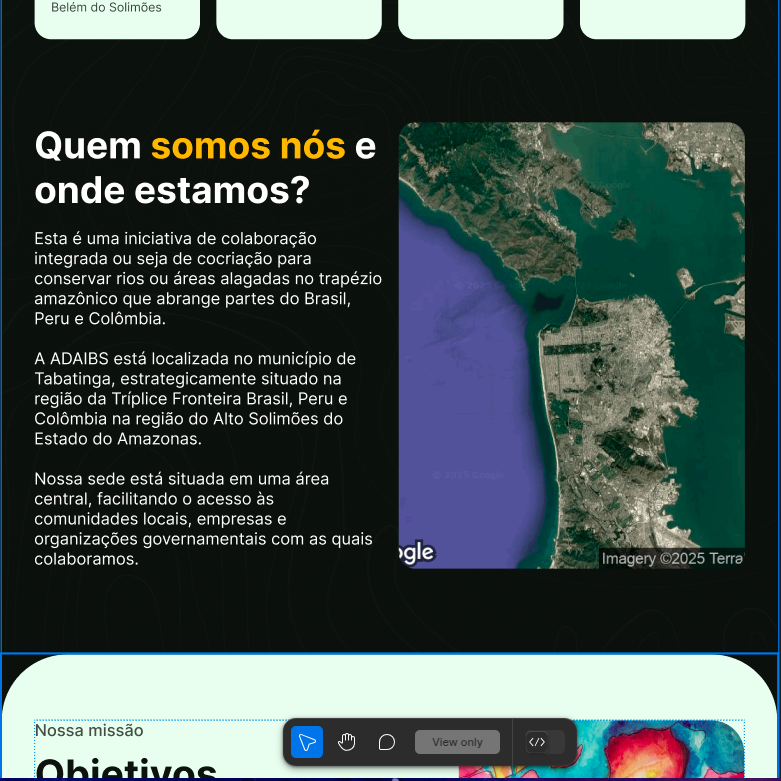 Belém do Solimões
Quem somos nós e
onde estamos?
Esta é uma iniciativa de colaboração
integrada ou seja de cocriação para
conservar rios ou áreas alagadas no trapézio
amazônico que abrange partes do Brasil,
Peru e Colômbia.
A ADAIBS está localizada no município de
Tabatinga, estrategicamente situado na
região da Tríplice Fronteira Brasil, Peru e
Colômbia na região do Alto Solimões do
Estado do Amazonas.
Nossa sede está situada em uma área
central, facilitando o acesso às
comunidades locais, empresas e
organizações governamentais com as quais
colaboramos.
© 2025 Google
ogle
Imagery ©2025 Terra
Nossa missão
Objetivos
View only